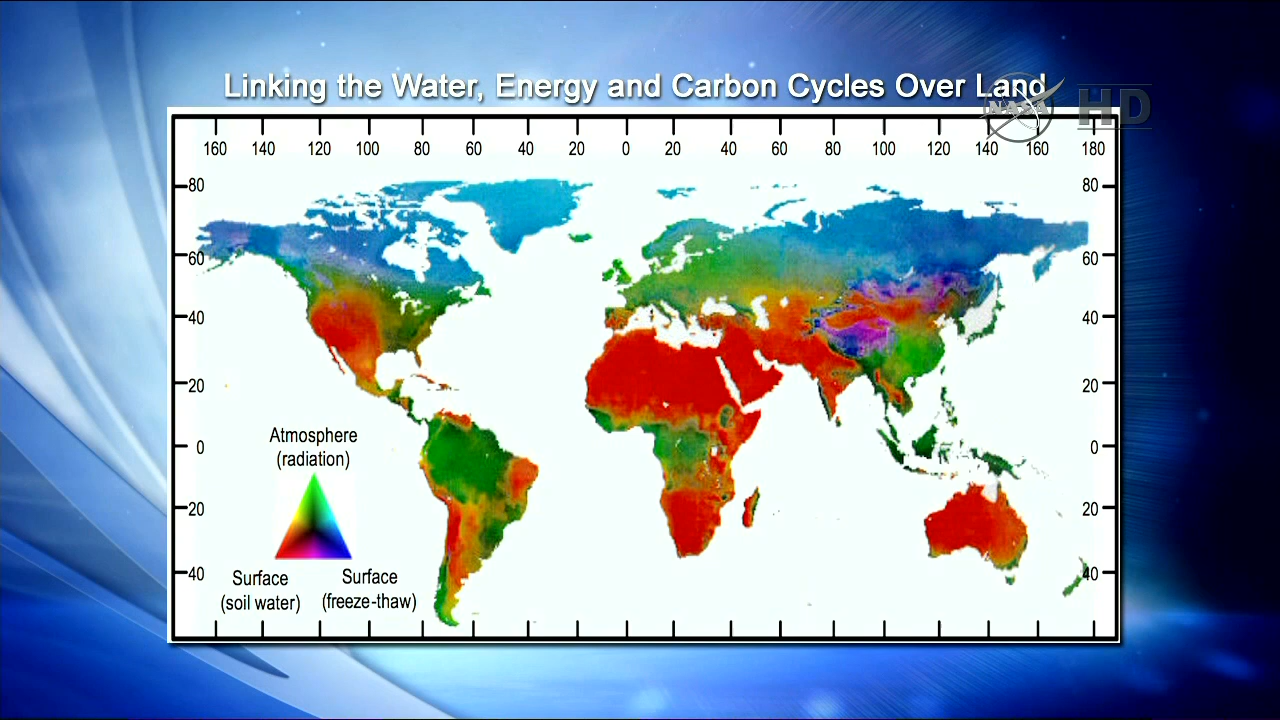 Linking the Water, Energy and Carbon Cycles Over Land
NASA HD
160 140 120 100 80 60 40 20 0 20 40 60 80 100 120 140 160 180
80 80
60 60
40 40
20 20
0 0
20 20
40 40
Atmosphere
(radiation)
Surface
(soil water)
Surface
(freeze-thaw)